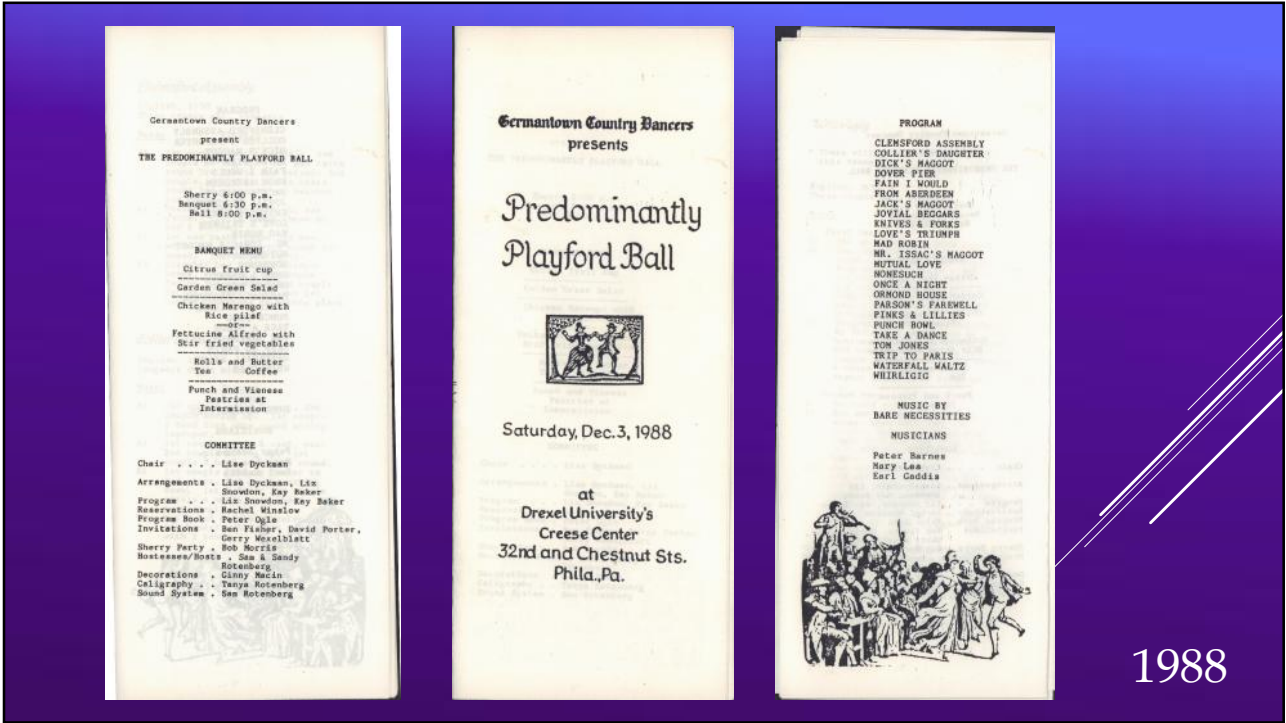 Germantown Country Dancers
present
THE PREDOMINANTLY PLAYFORD BALL
Sherry 6:00 p.m.
Banquet 6:30 p.m.
Ball 8:00 p.m.
BANQUET MENU
Citrus fruit cup
Garden Green Salad
Chicken Marengo with
Rice pilaf
--or--
Fettucine Alfredo with
Stir fried vegetables
Rolls and Butter
Tea Coffee
Punch and Vienese
Pastries at
Intermission
COMMITTEE
Chair . . . . Lise Dyckman
Arrangements . Lise Dyckman, Liz
Snowdon, Kay Baker
Program . . . Liz Snowdon, Kay Baker
Reservations . Rachel Winslow
Program Book . Peter Ogle
Invitations . Ben Fisher, David Porter,
Gerry Wexelblatt
Sherry Party . Bob Morris
Hostesses/Hosts . Sam & Sandy
Rotenberg
Decorations . Ginny Macin
Caligraphy . . Tanya Rotenberg
Sound System . Sam Rotenberg
Germantown Country Dancers
presents
Predominantly
Playford Ball
Saturday, Dec.3, 1988
at
Drexel University's
Creese Center
32nd and Chestnut Sts.
Phila.,Pa.
PROGRAM
CLEMSFORD ASSEMBLY
COLLIER'S DAUGHTER
DICK'S MAGGOT
DOVER PIER
FAIN I WOULD
FROM ABERDEEN
JACK'S MAGGOT
JOVIAL BEGGARS
KNIVES & FORKS
LOVE'S TRIUMPH
MAD ROBIN
MR. ISSAC'S MAGGOT
MUTUAL LOVE
NONESUCH
ONCE A NIGHT
ORMOND HOUSE
PARSON'S FAREWELL
PINKS & LILLIES
PUNCH BOWL
TAKE A DANCE
TOM JONES
TRIP TO PARIS
WATERFALL WALTZ
WHIRLIGIG
MUSIC BY
BARE NECESSITIES
MUSICIANS
Peter Barnes
Mary Lea
Earl Gaddis
1988